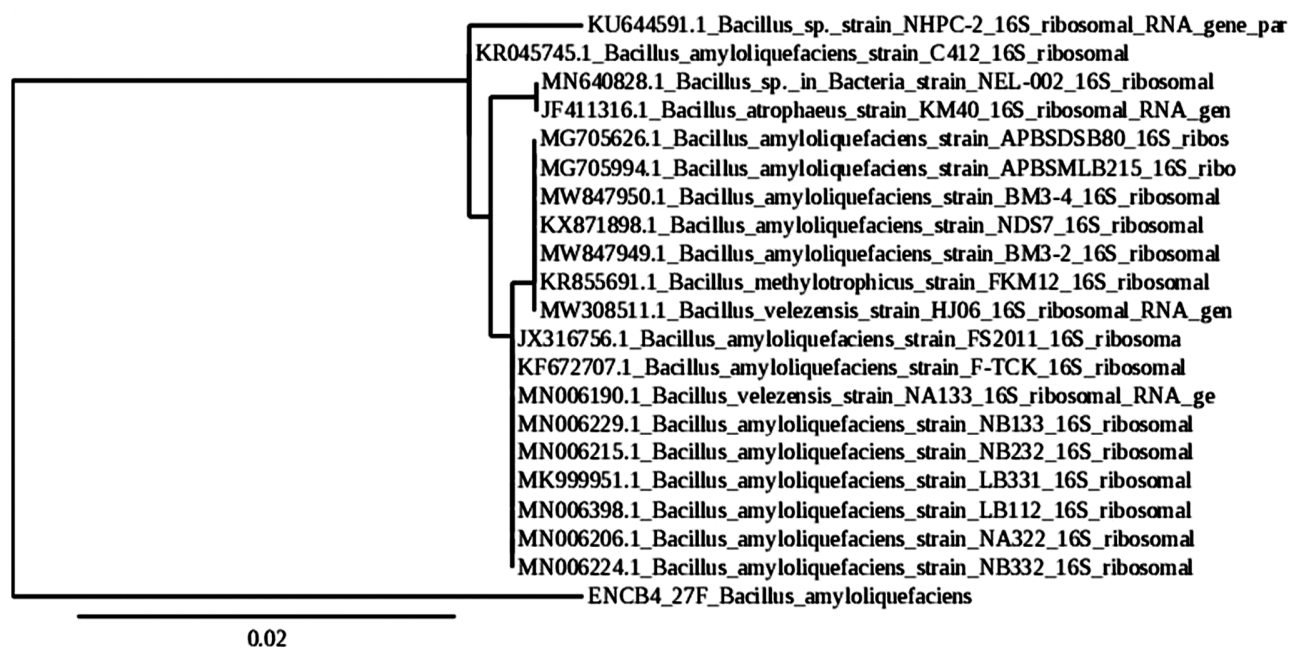 KU644591.1_Bacillus_sp._strain_NHPC-2_16S_ribosomal_RNA_gene_par
KR045745.1_Bacillus_amyloliquefaciens_strain_C412_16S_ribosomal
MN640828.1_Bacillus_sp._in_Bacteria_strain_NEL-002_16S_ribosomal
JF411316.1_Bacillus_atrophaeus_strain_KM40_16S_ribosomal_RNA_gen
MG705626.1_Bacillus_amyloliquefaciens_strain_APBSDSB80_16S_ribos
MG705994.1_Bacillus_amyloliquefaciens_strain_APBSMLB215_16S_ribo
MW847950.1_Bacillus_amyloliquefaciens_strain_BM3-4_16S_ribosomal
KX871898.1_Bacillus_amyloliquefaciens_strain_NDS7_16S_ribosomal
MW847949.1_Bacillus_amyloliquefaciens_strain_BM3-2_16S_ribosomal
KR855691.1_Bacillus_methylotrophicus_strain_FKM12_16S_ribosomal
MW308511.1_Bacillus_velezensis_strain_HJ06_16S_ribosomal_RNA_gen
JX316756.1_Bacillus_amyloliquefaciens_strain_FS2011_16S_ribosoma
KF672707.1_Bacillus_amyloliquefaciens_strain_F-TCK_16S_ribosomal
MN006190.1_Bacillus_velezensis_strain_NA133_16S_ribosomal_RNA_ge
MN006229.1_Bacillus_amyloliquefaciens_strain_NB133_16S_ribosomal
MN006215.1_Bacillus_amyloliquefaciens_strain_NB232_16S_ribosomal
MK999951.1_Bacillus_amyloliquefaciens_strain_LB331_16S_ribosomal
MN006398.1_Bacillus_amyloliquefaciens_strain_LB112_16S_ribosomal
MN006206.1_Bacillus_amyloliquefaciens_strain_NA322_16S_ribosomal
MN006224.1_Bacillus_amyloliquefaciens_strain_NB332_16S_ribosomal
ENCB4_27F_Bacillus_amyloliquefaciens
0.02